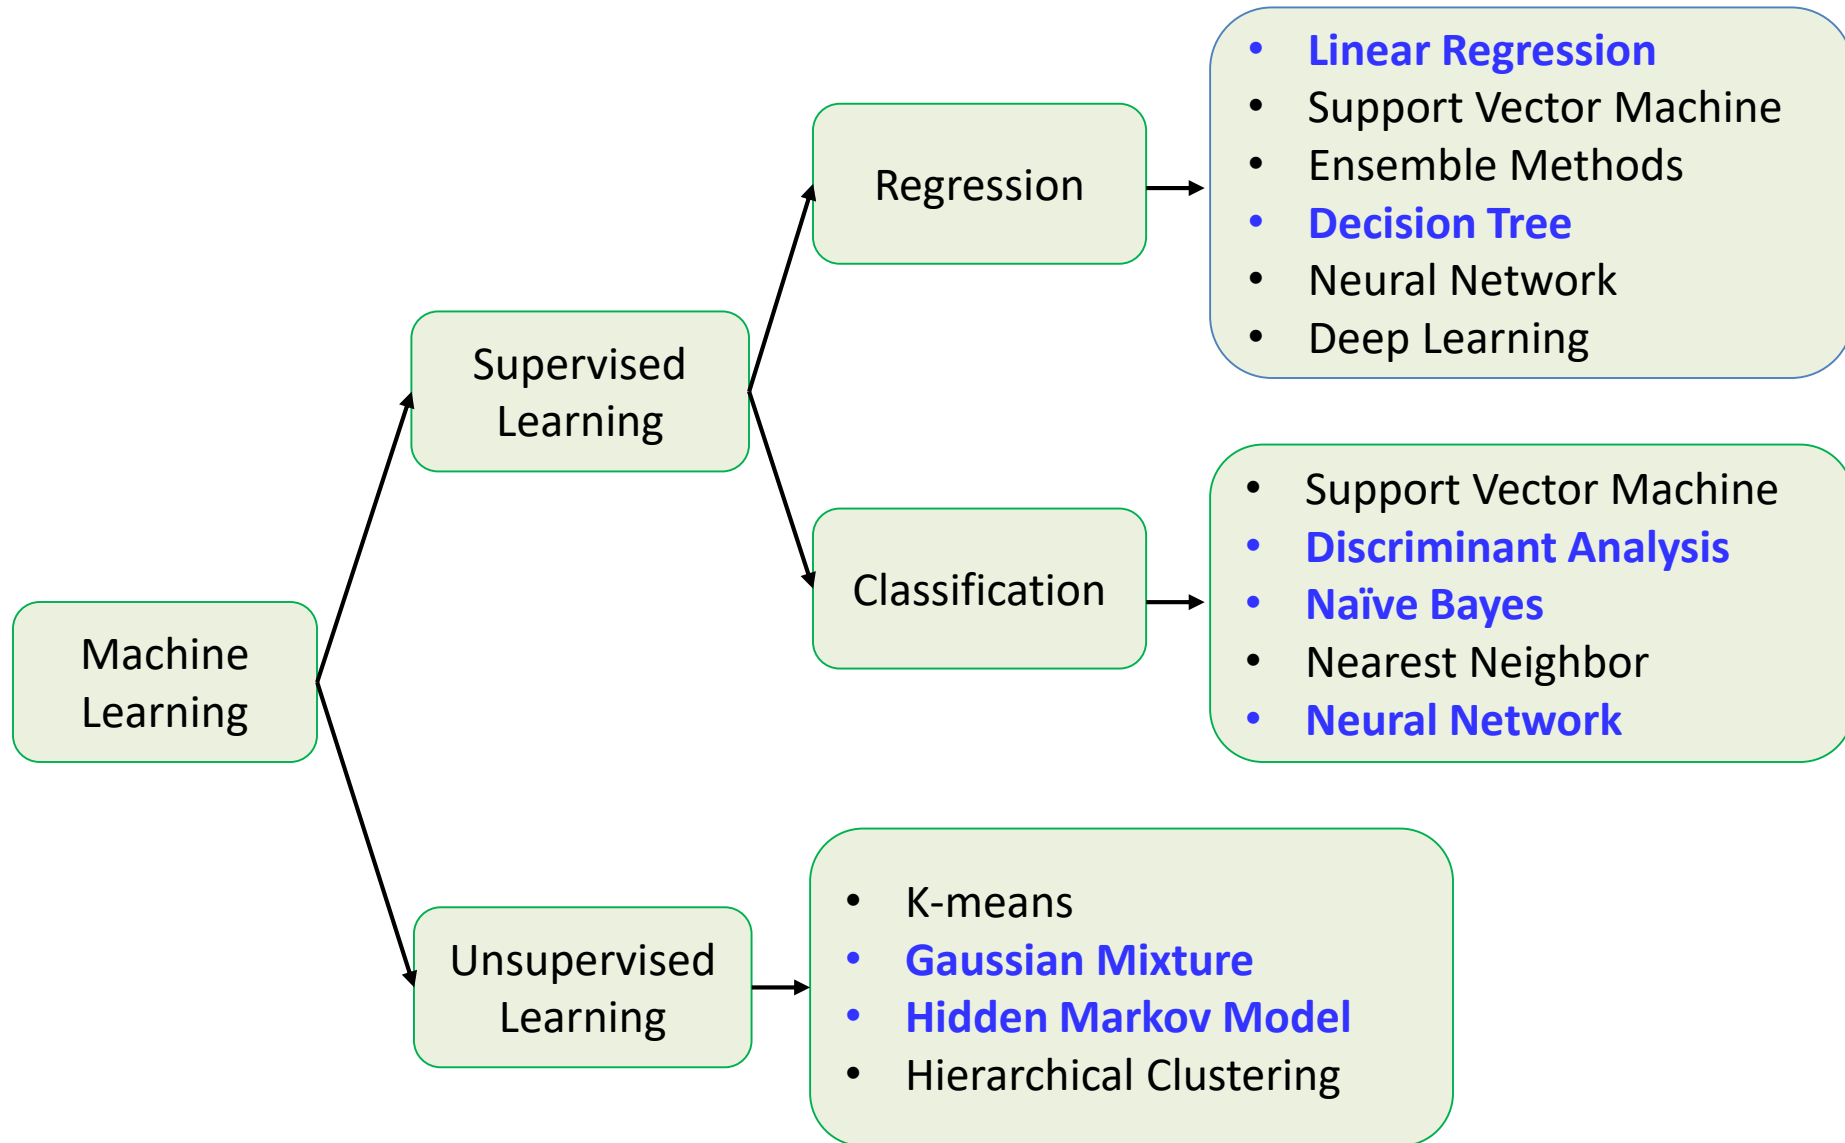 Machine
Learning
Supervised
Learning
Regression
• Linear Regression
• Support Vector Machine
• Ensemble Methods
• Decision Tree
• Neural Network
• Deep Learning
Classification
• Support Vector Machine
• Discriminant Analysis
• Naïve Bayes
• Nearest Neighbor
• Neural Network
Unsupervised
Learning
• K-means
• Gaussian Mixture
• Hidden Markov Model
• Hierarchical Clustering